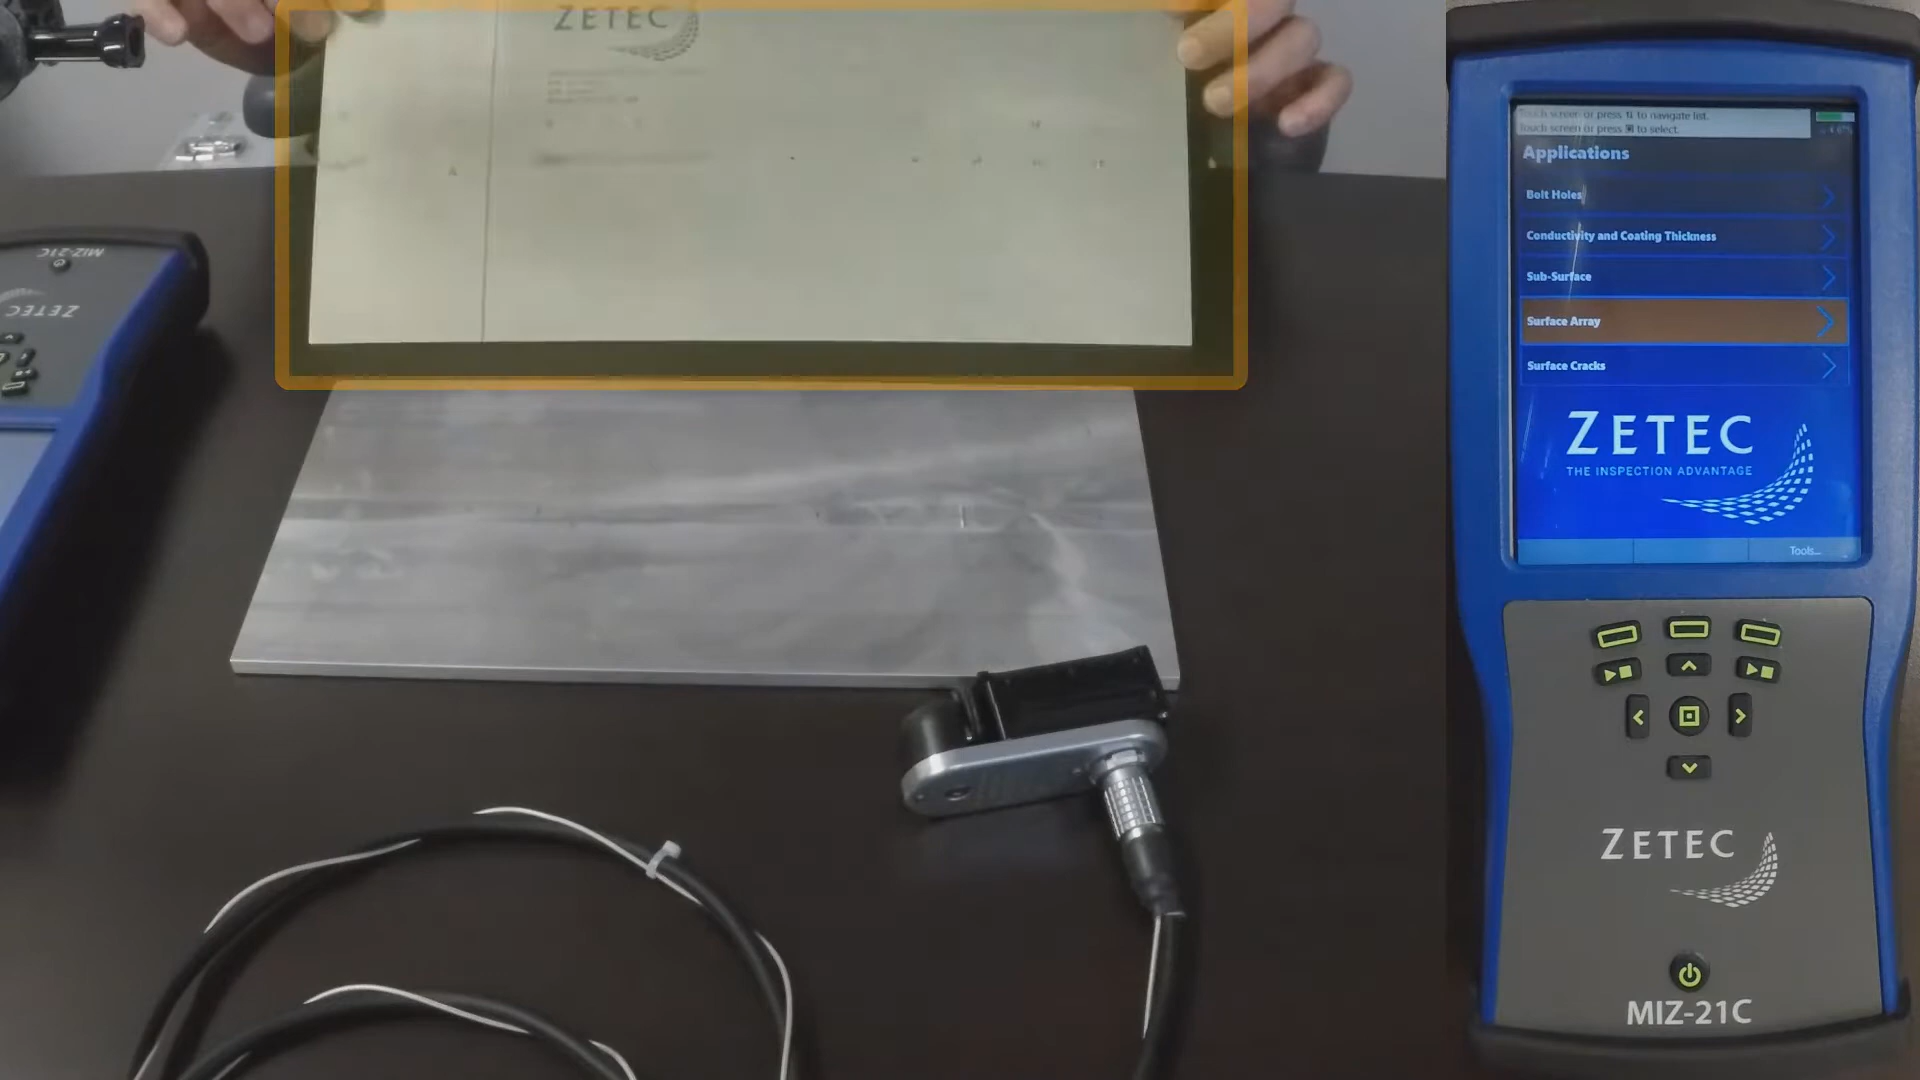 ZETEC
MIZ-21C
ZETEC
Touch screen or press ⇅ to navigate list.
Touch screen or press ▣ to select.
Applications
Bolt Holes
Conductivity and Coating Thickness
Sub-Surface
Surface Array
Surface Cracks
ZETEC
THE INSPECTION ADVANTAGE
Tools...
ZETEC
MIZ-21C